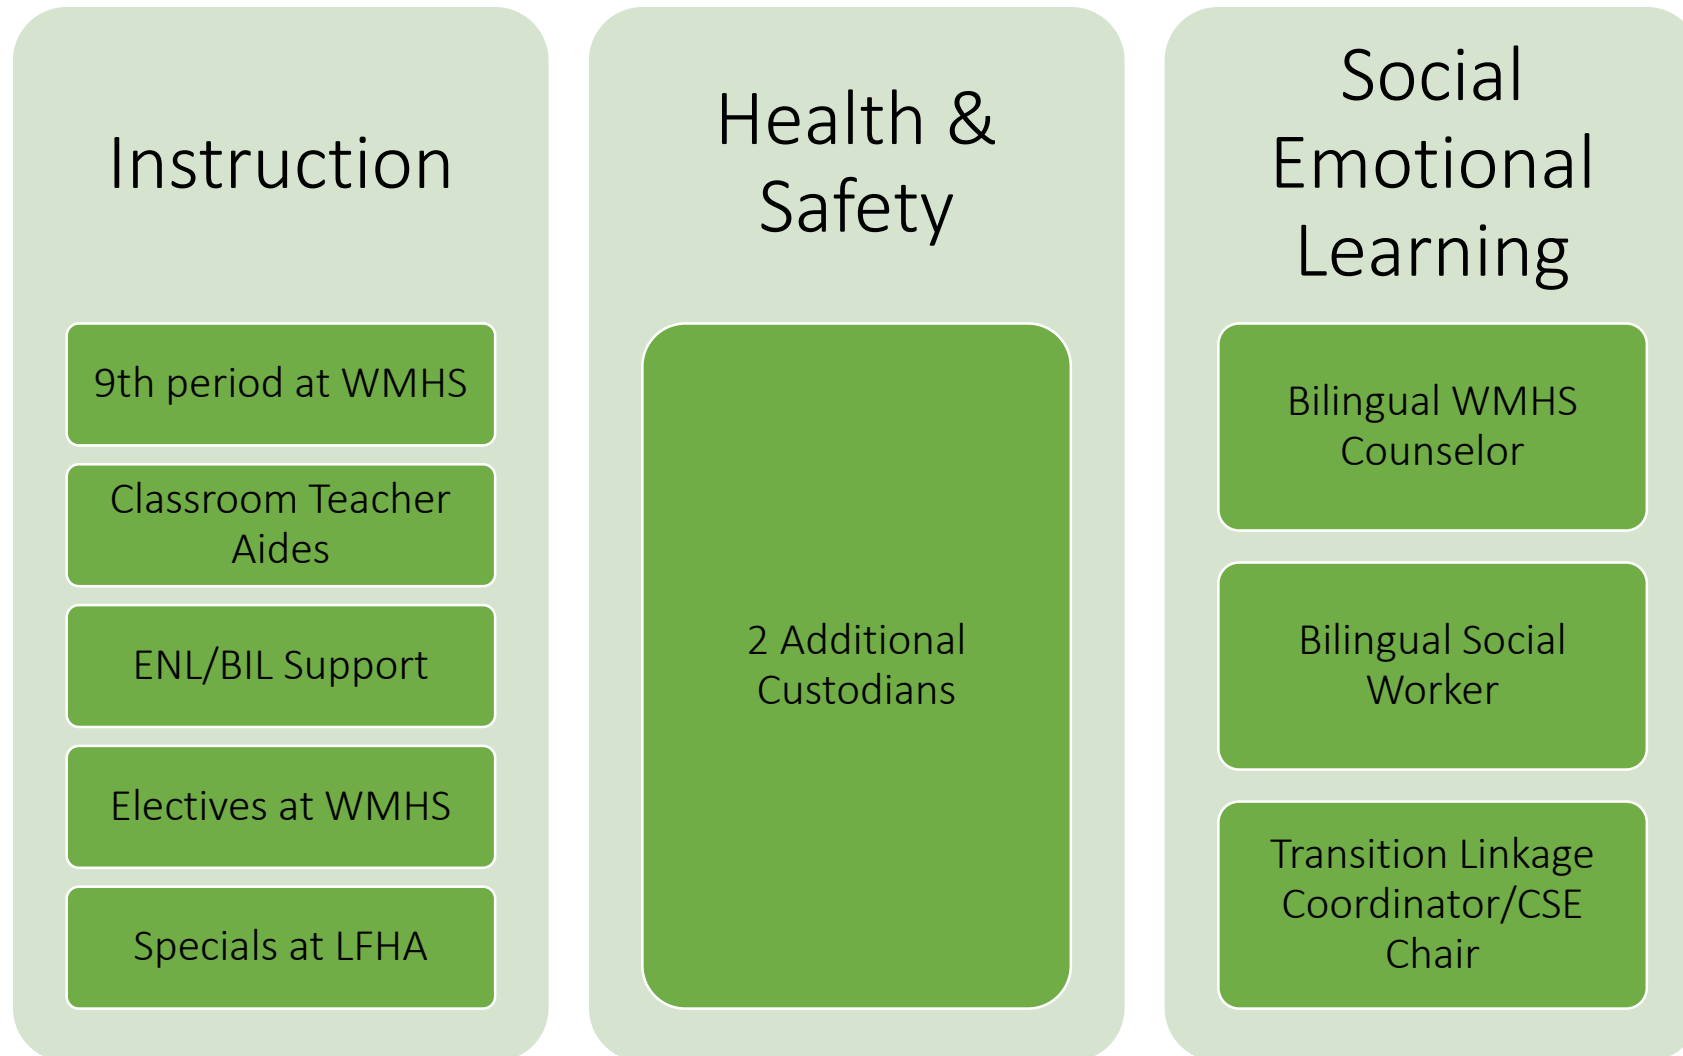 Instruction
9th period at WMHS
Classroom Teacher
Aides
ENL/BIL Support
Electives at WMHS
Specials at LFHA
Health &
Safety
2 Additional
Custodians
Social
Emotional
Learning
Bilingual WMHS
Counselor
Bilingual Social
Worker
Transition Linkage
Coordinator/CSE
Chair